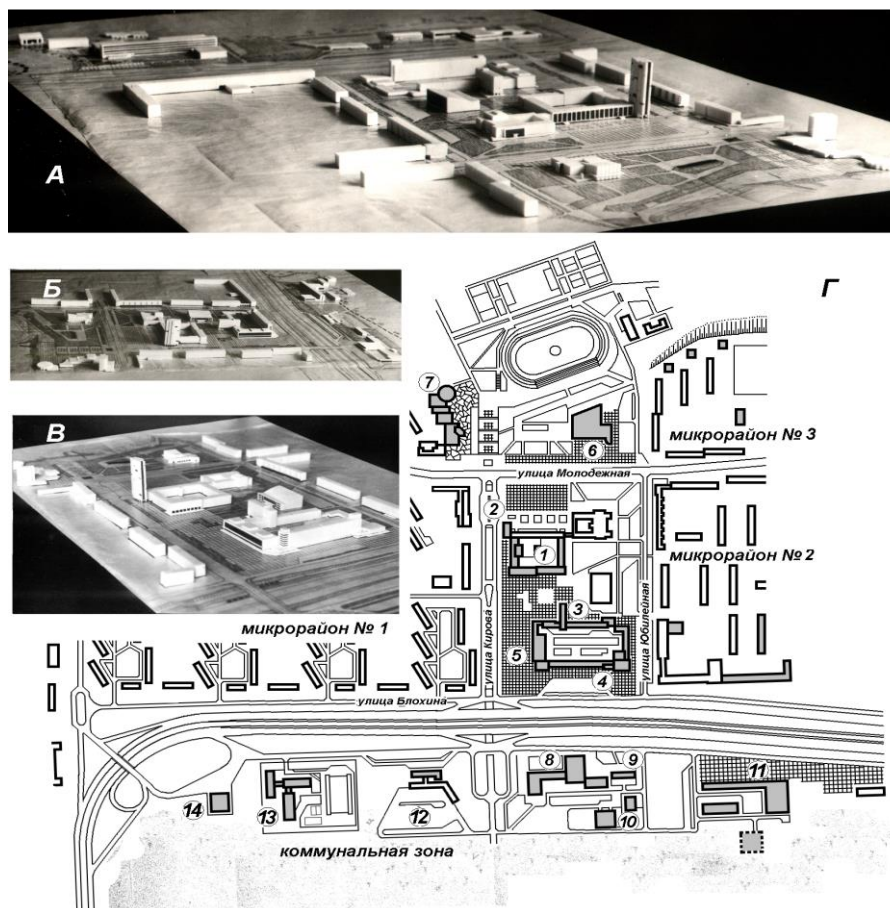 А
Б
Г
7
В
микрорайон № 3
6
улица Молодежная
2
1
микрорайон № 2
3
микрорайон № 1
улица Кирова
5
улица Юбилейная
4
улица Блохина
8
9
11
14
13
12
10
коммунальная зона